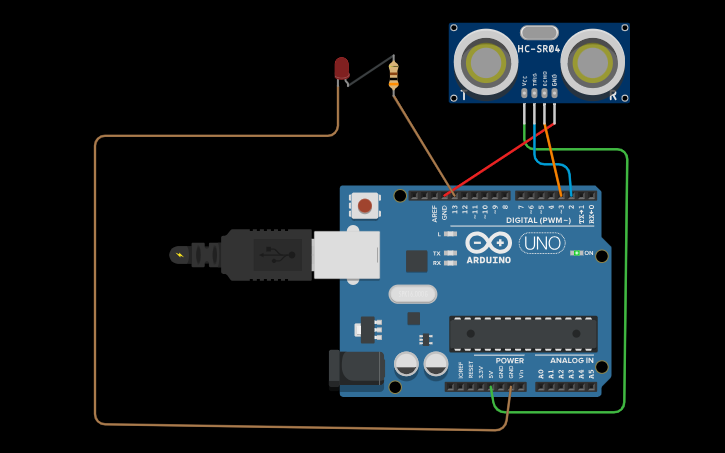 HC-SR04
VCC
TRIG
ECHO
GND
T
R
AREF
GND
13
12
~11
~10
~9
8
7
~6
~5
4
~3
2
TX→1
RX←0
DIGITAL (PWM~)
L
TX
RX
UNO
ARDUINO
ON
POWER
ANALOG IN
IOREF
RESET
3.3V
5V
GND
GND
Vin
A0
A1
A2
A3
A4
A5